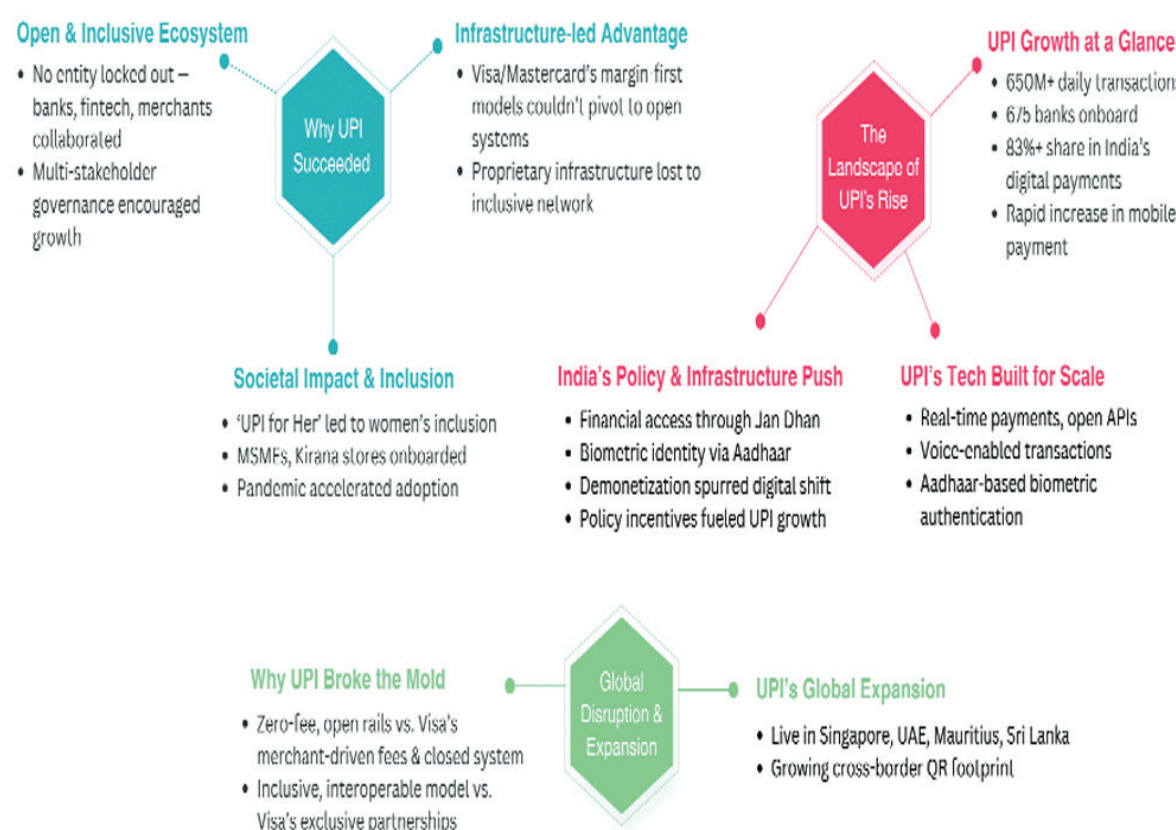 Open & Inclusive Ecosystem
• No entity locked out –
banks, fintech, merchants
collaborated
• Multi-stakeholder
governance encouraged
growth
Why UPI
Succeeded
Infrastructure-led Advantage
• Visa/Mastercard's margin first
models couldn't pivot to open
systems
• Proprietary infrastructure lost to
inclusive network
Societal Impact & Inclusion
• 'UPI for Her' led to women's inclusion
• MSMFs, Kirana stores onboarded
• Pandemic accelerated adoption
The
Landscape of
UPI's Rise
UPI Growth at a Glance
• 650M+ daily transactions
• 675 banks onboard
• 83%+ share in India's
digital payments
• Rapid increase in mobile
payment
India's Policy & Infrastructure Push
• Financial access through Jan Dhan
• Biometric identity via Aadhaar
• Demonetization spurred digital shift
• Policy incentives fueled UPI growth
UPI's Tech Built for Scale
• Real-time payments, open APIs
• Voice-enabled transactions
• Aadhaar-based biometric
authentication
Global
Disruption &
Expansion
Why UPI Broke the Mold
• Zero-fee, open rails vs. Visa's
merchant-driven fees & closed system
• Inclusive, interoperable model vs.
Visa's exclusive partnerships
UPI's Global Expansion
• Live in Singapore, UAE, Mauritius, Sri Lanka
• Growing cross-border QR footprint